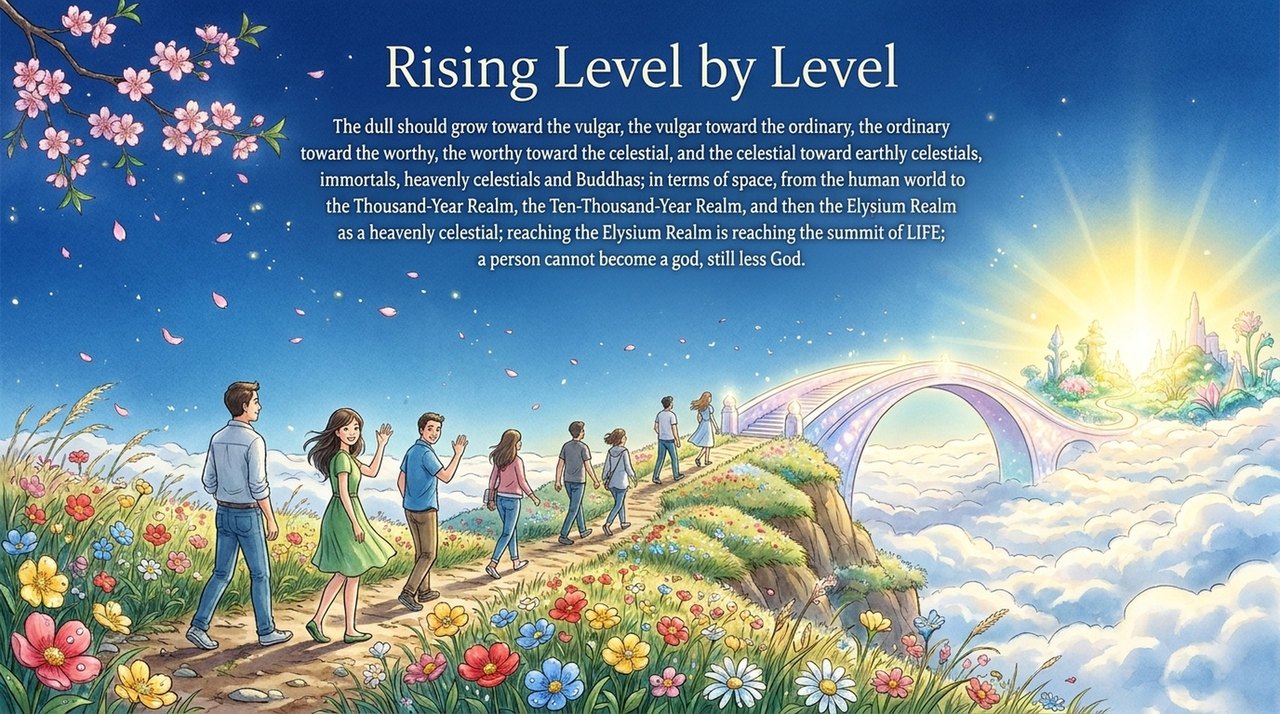 Rising Level by Level
The dull should grow toward the vulgar, the vulgar toward the ordinary, the ordinary
toward the worthy, the worthy toward the celestial, and the celestial toward earthly celestials,
immortals, heavenly celestials and Buddhas; in terms of space, from the human world to
the Thousand-Year Realm, the Ten-Thousand-Year Realm, and then the Elysium Realm
as a heavenly celestial; reaching the Elysium Realm is reaching the summit of LIFE;
a person cannot become a god, still less God.